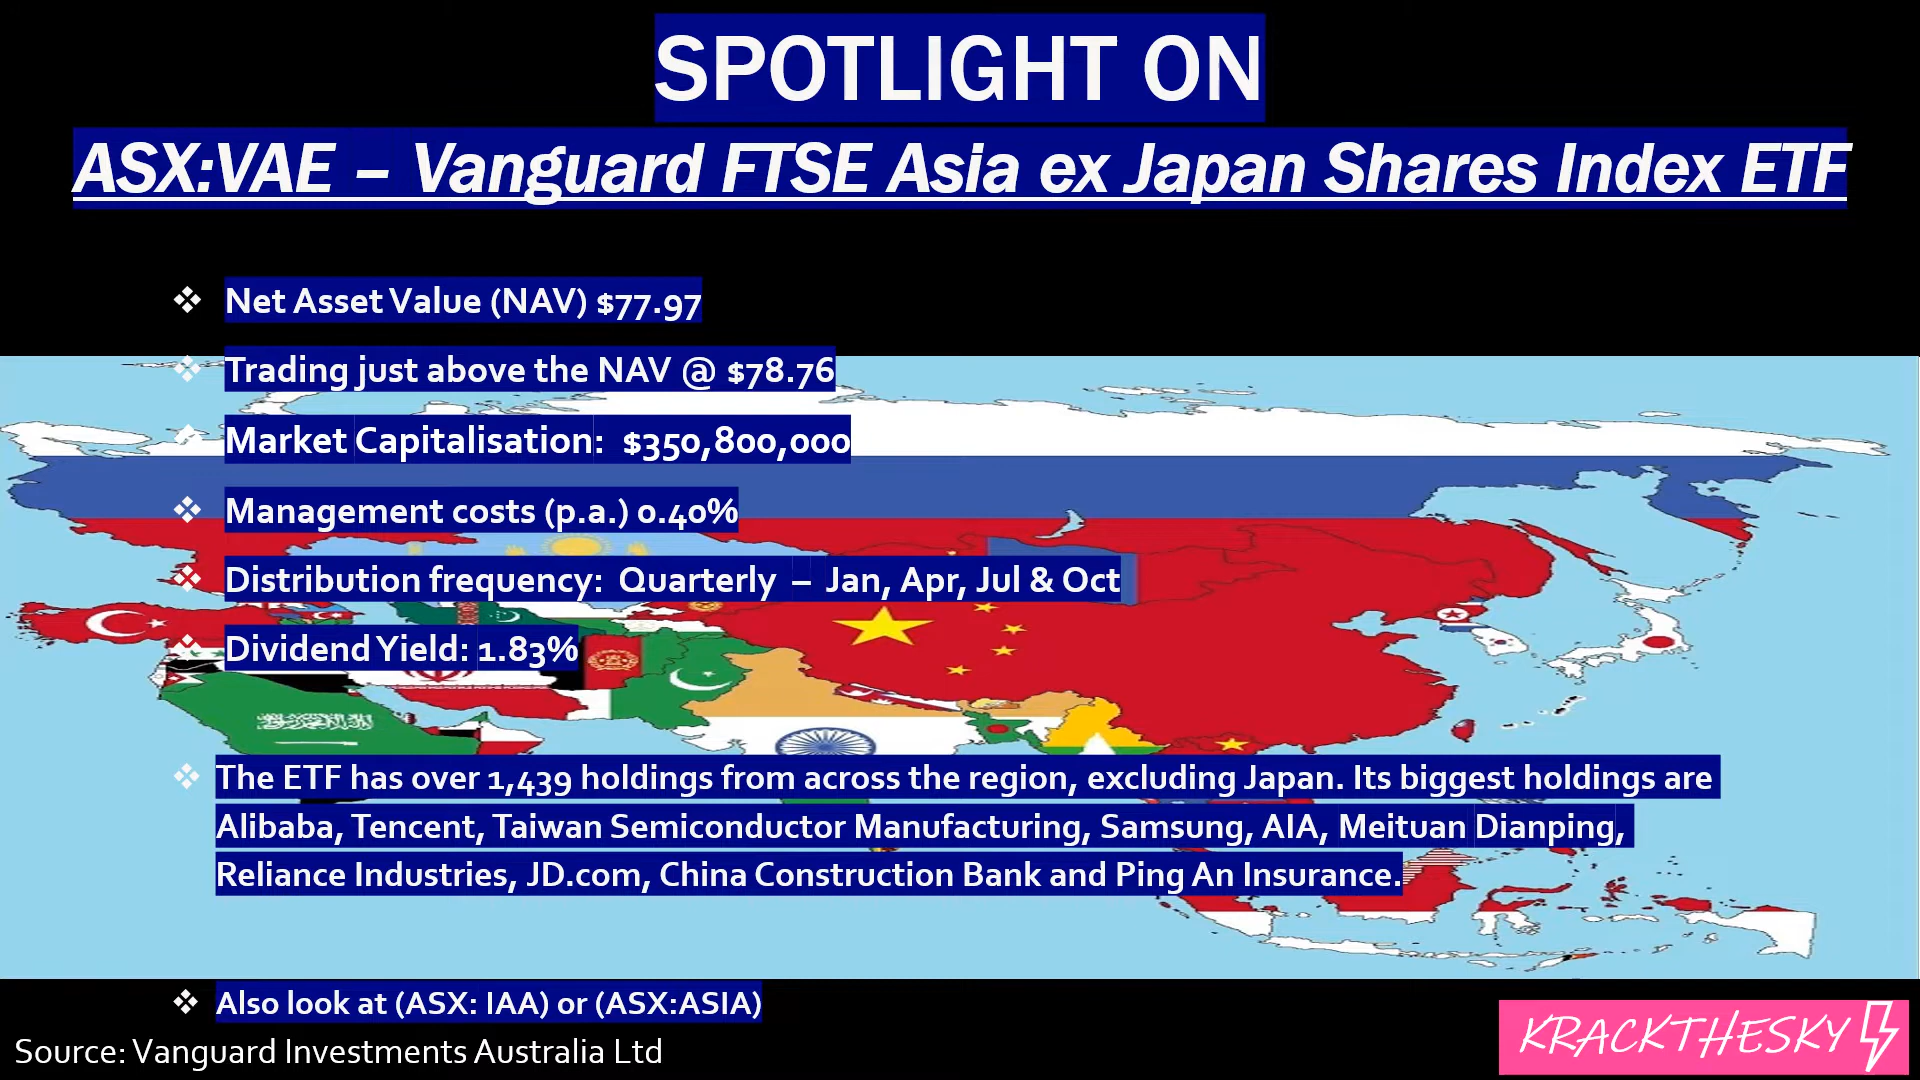 SPOTLIGHT ON
ASX:VAE – Vanguard FTSE Asia ex Japan Shares Index ETF
❖ Net Asset Value (NAV) $77.97
❖ Trading just above the NAV @ $78.76
❖ Market Capitalisation: $350,800,000
❖ Management costs (p.a.) 0.40%
❖ Distribution frequency: Quarterly – Jan, Apr, Jul & Oct
❖ Dividend Yield: 1.83%
❖ The ETF has over 1,439 holdings from across the region, excluding Japan. Its biggest holdings are
Alibaba, Tencent, Taiwan Semiconductor Manufacturing, Samsung, AIA, Meituan Dianping,
Reliance Industries, JD.com, China Construction Bank and Ping An Insurance.
❖ Also look at (ASX: IAA) or (ASX:ASIA)
Source: Vanguard Investments Australia Ltd
KRACKTHESKY